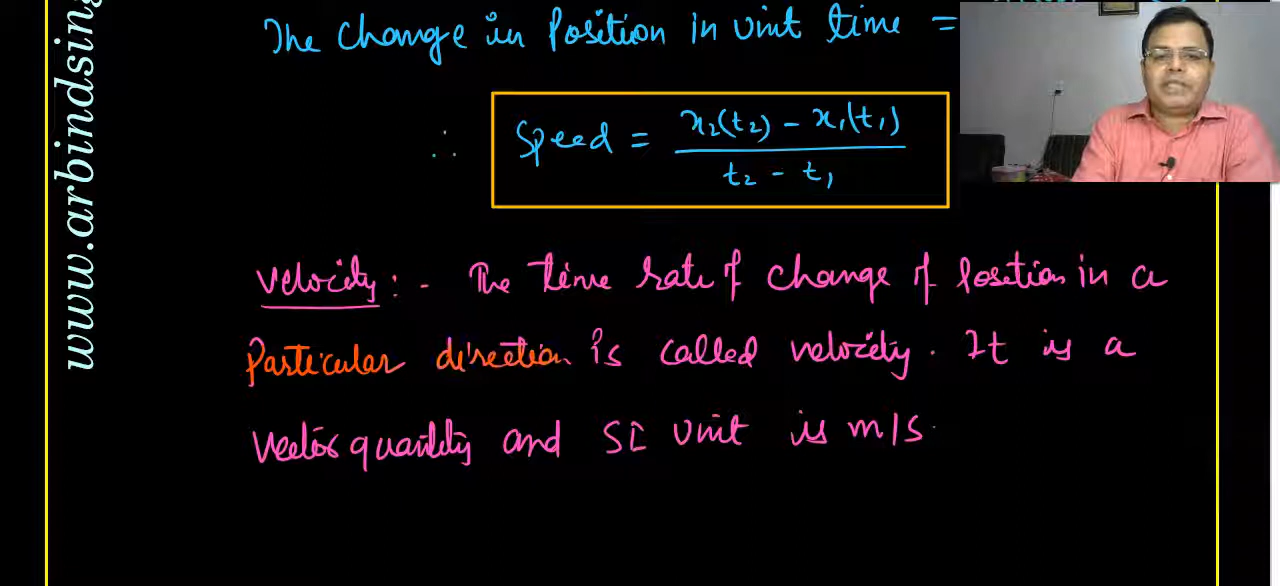 www.arbindsing
The Change in Position in unit time =
∴ Speed = x₂(t₂) - x₁(t₁) / t₂ - t₁
Velocity :- The time rate of change of Position in a
Particular direction is called velocity. It is a
Vector quantity and SI unit is m/s.